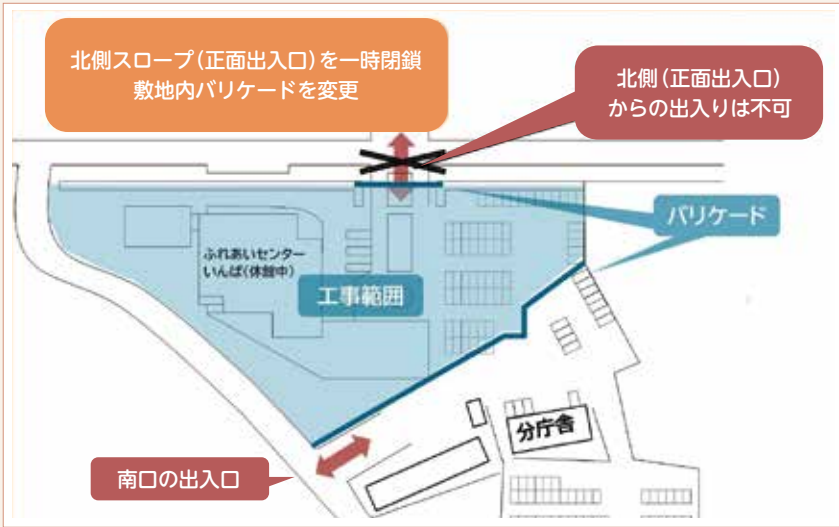 北側スロープ(正面出入口)を一時閉鎖
敷地内バリケードを変更
北側(正面出入口)
からの出入りは不可
バリケード
ふれあいセンター
いんば(休館中)
工事範囲
分庁舎
南口の出入口